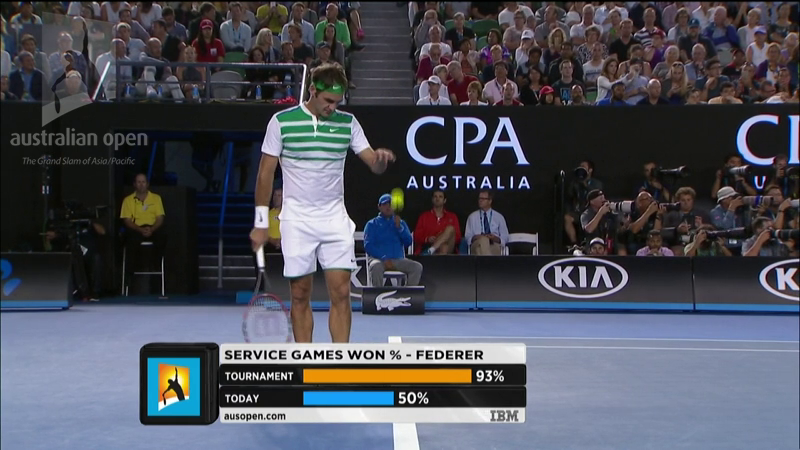 australian open
The Grand Slam of Asia/Pacific
CPA
AUSTRALIA
C
KIA
KIA
SERVICE GAMES WON % - FEDERER
TOURNAMENT 93%
TODAY 50%
ausopen.com IBM